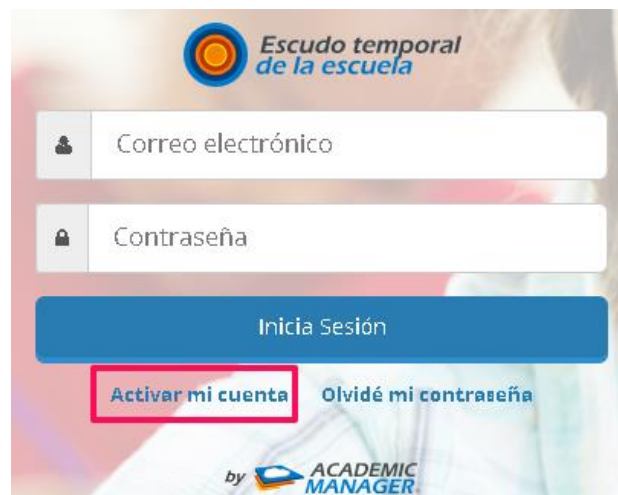 Escudo temporal
de la escuela
Correo electrónico
Contraseña
Inicia Sesión
Activar mi cuenta Olvidé mi contraseña
by ACADEMIC
MANAGER